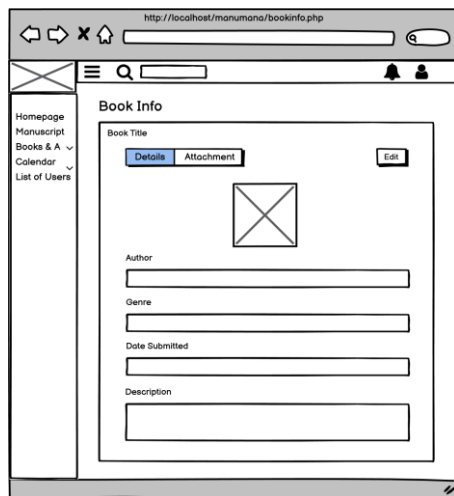 http://localhost/manumana/bookinfo.php
Homepage
Manuscript
Books & A
Calendar
List of Users
Book Info
Book Title
Details Attachment Edit
Author
Genre
Date Submitted
Description